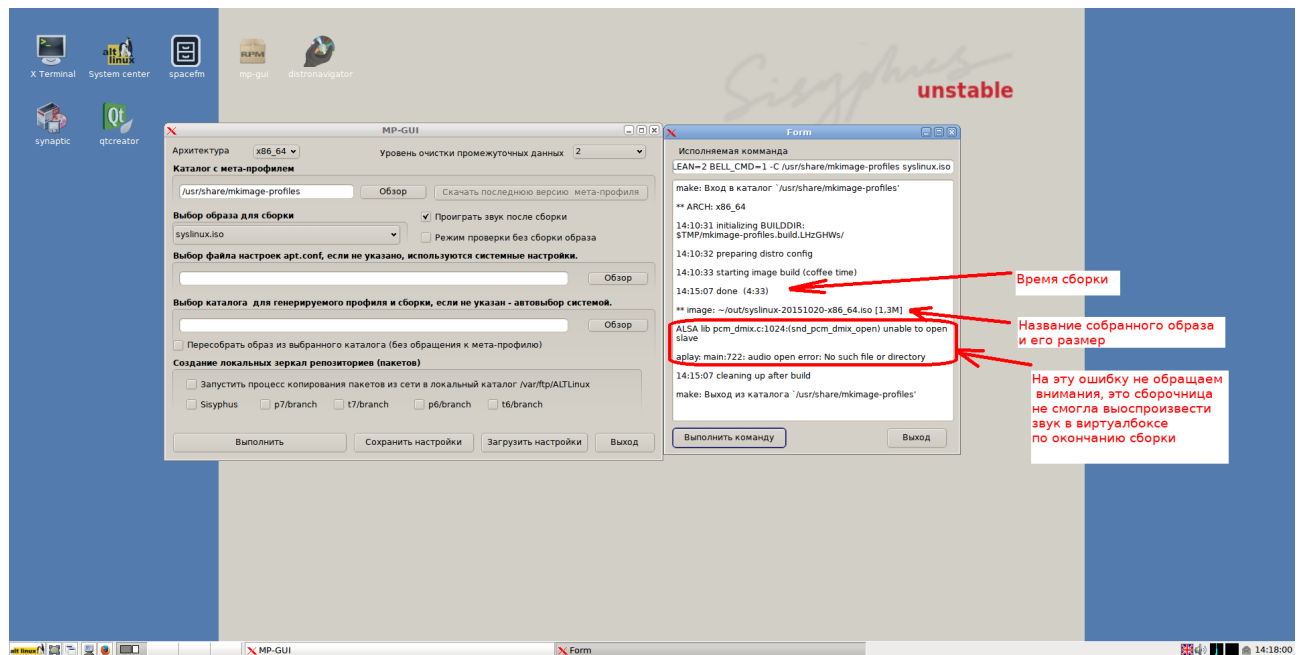 X Terminal
System center
spacefm
mp-gui
distronavigator
synaptic
qtcreator
alt linux
RPM
Qt
Sisyphus
unstable
MP-GUI
Архитектура
x86_64
Уровень очистки промежуточных данных
2
Каталог с мета-профилем
/usr/share/mkimage-profiles
Обзор
Скачать последнюю версию мета-профиля
Выбор образа для сборки
Проиграть звук после сборки
syslinux.iso
Режим проверки без сборки образа
Выбор файла настроек apt.conf, если не указано, используются системные настройки.
Обзор
Выбор каталога для генерируемого профиля и сборки, если не указан - автовыбор системой.
Обзор
Пересобрать образ из выбранного каталога (без обращения к мета-профилю)
Создание локальных зеркал репозиториев (пакетов)
Запустить процесс копирования пакетов из сети в локальный каталог /var/ftp/ALTLinux
Sisyphus
p7/branch
t7/branch
p6/branch
t6/branch
Выполнить
Сохранить настройки
Загрузить настройки
Выход
Form
Исполняемая комманда
LEAN=2 BELL_CMD=1 -C /usr/share/mkimage-profiles syslinux.iso
make: Вход в каталог `/usr/share/mkimage-profiles'
** ARCH: x86_64
14:10:31 initializing BUILDDIR:
$TMP/mkimage-profiles.build.LHzGHWs/
14:10:32 preparing distro config
14:10:33 starting image build (coffee time)
14:15:07 done (4:33)
** image: ~/out/syslinux-20151020-x86_64.iso [1,3M]
ALSA lib pcm_dmix.c:1024:(snd_pcm_dmix_open) unable to open
slave
aplay: main:722: audio open error: No such file or directory
14:15:07 cleaning up after build
make: Выход из каталога `/usr/share/mkimage-profiles'
Выполнить команду
Выход
Время сборки
Название собранного образа
и его размер
На эту ошибку не обращаем
внимания, это сборочница
не смогла выоспроизвести
звук в виртуалбоксе
по окончанию сборки
alt linux
MP-GUI
Form
14:18:00